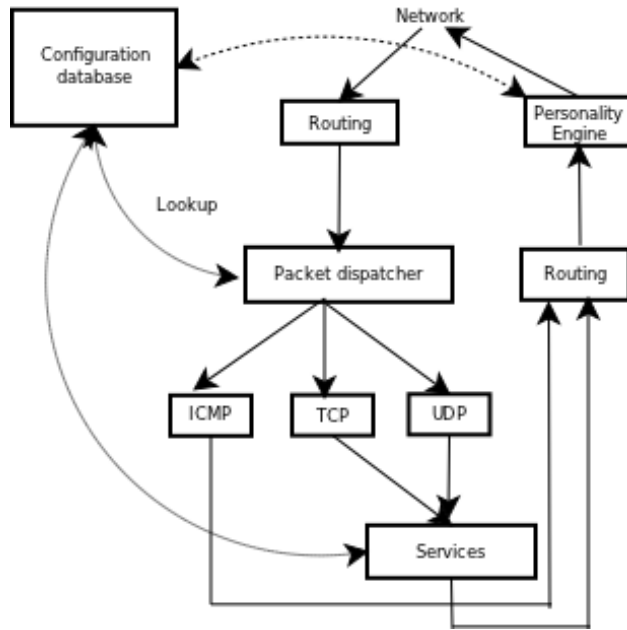 Network
Configuration
database
Routing
Personality
Engine
Lookup
Packet dispatcher
Routing
ICMP
TCP
UDP
Services